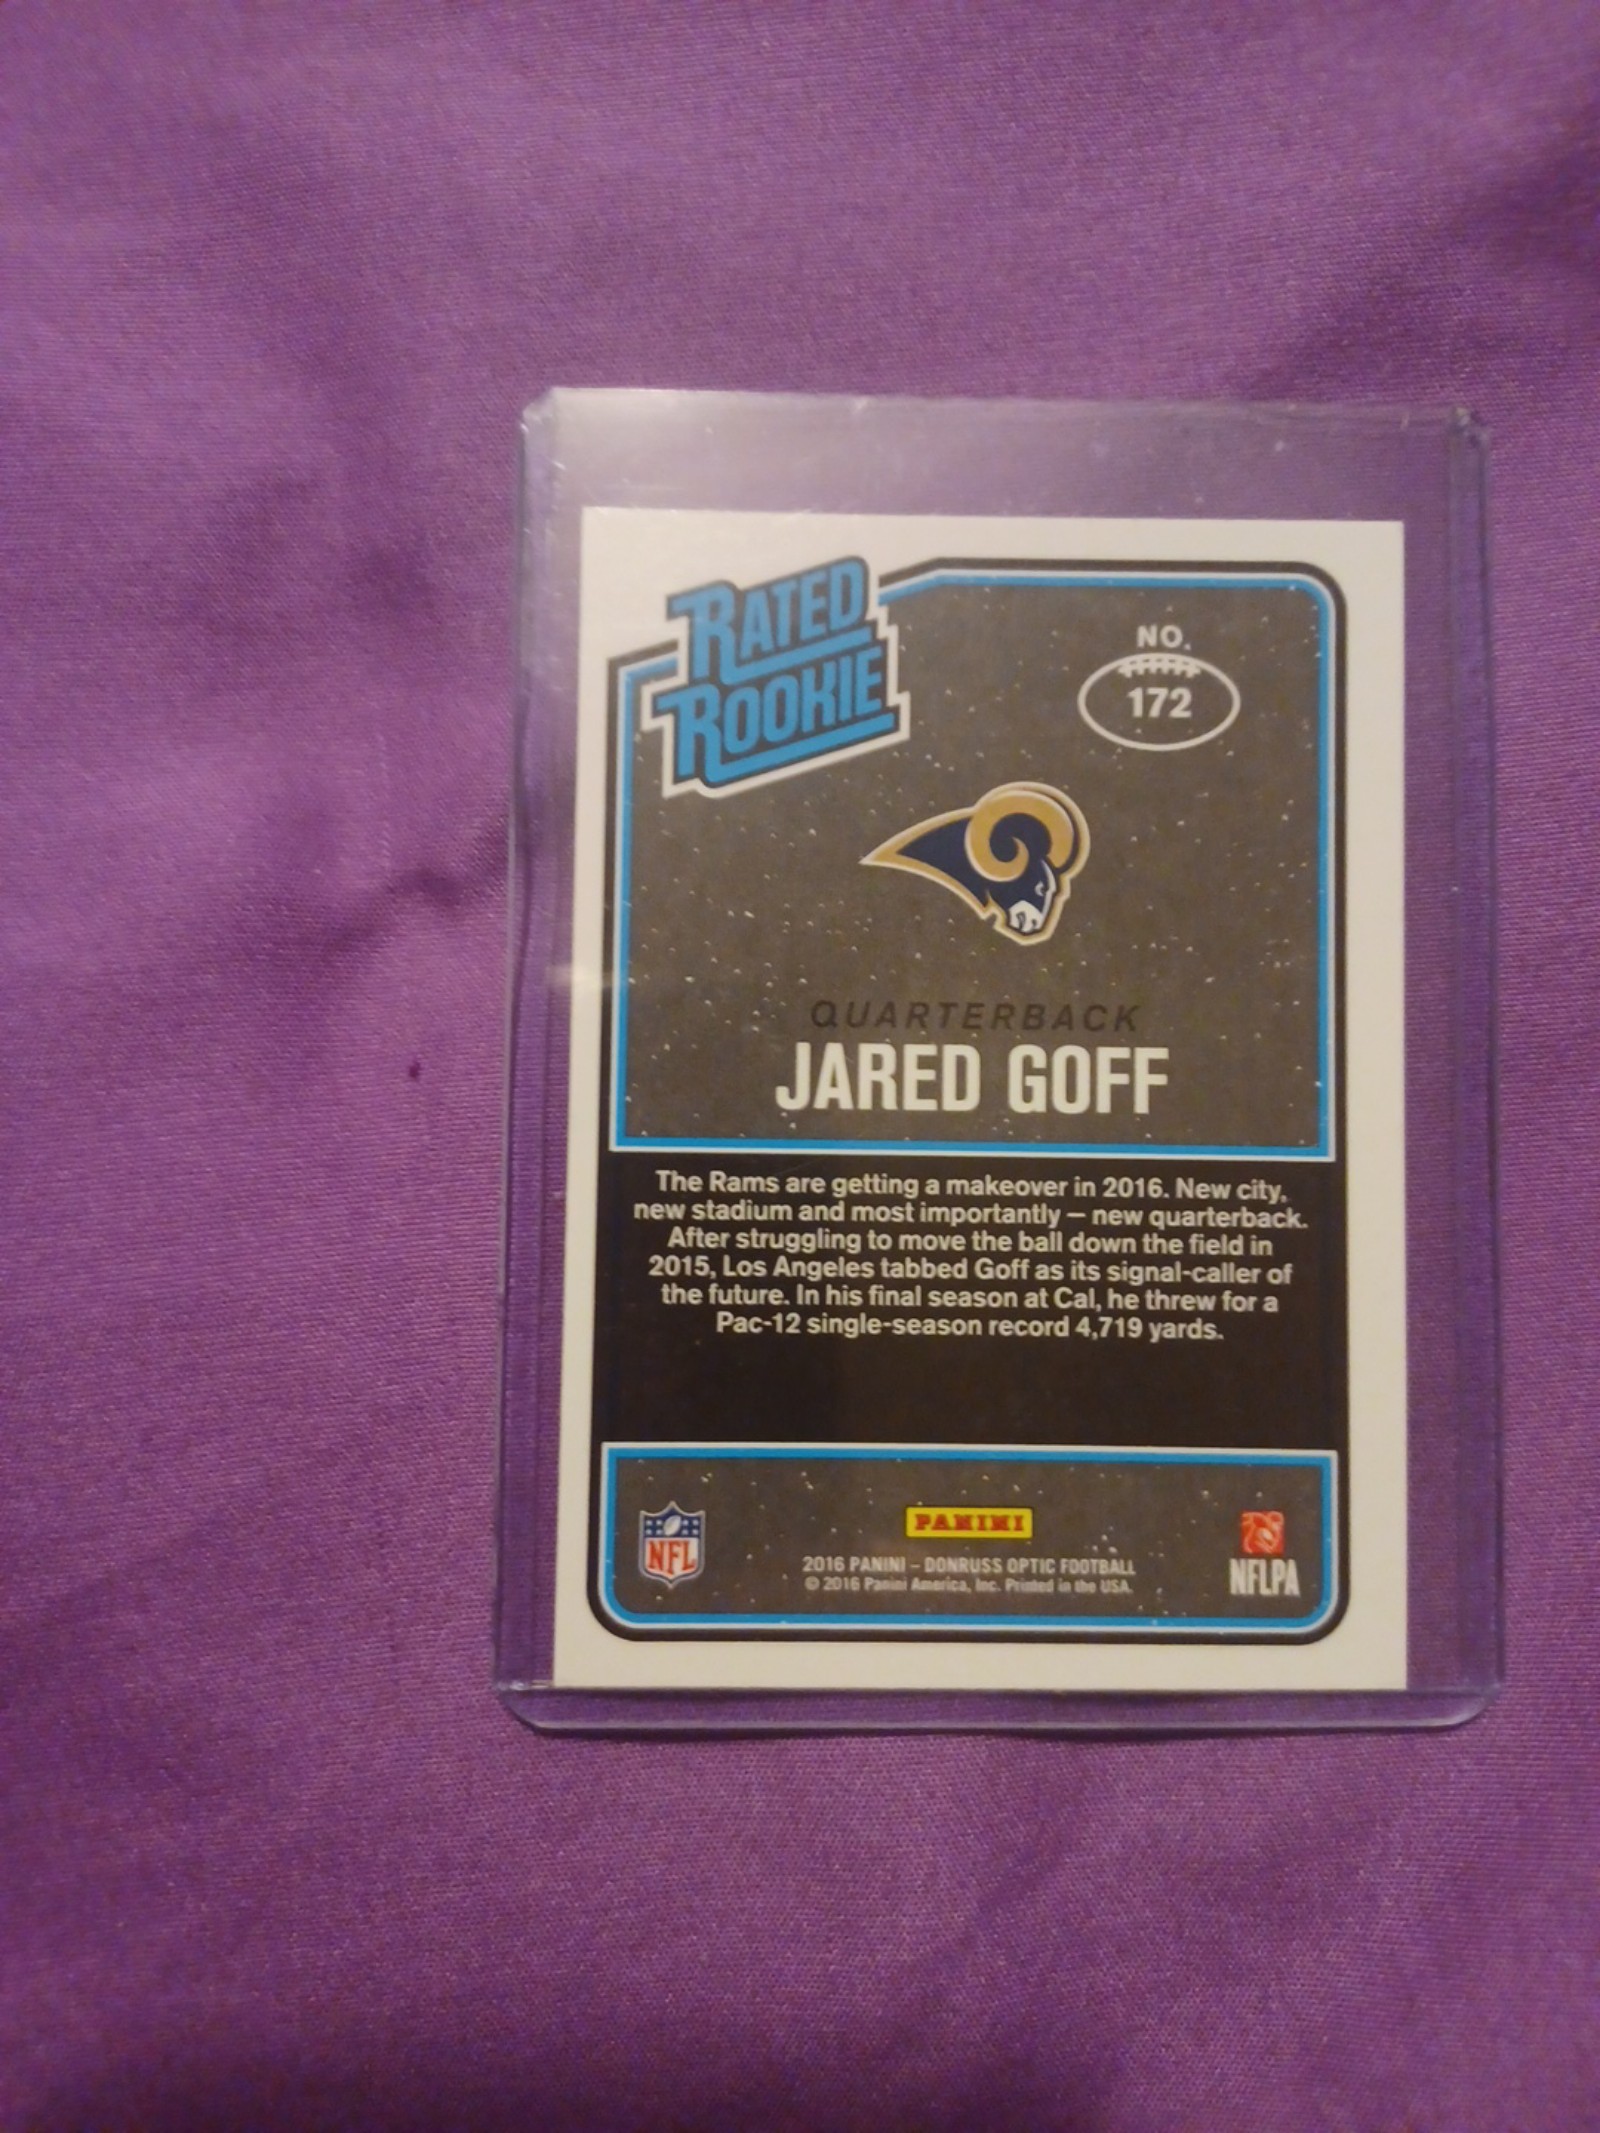 RATED
ROOKIE
NO.
172
QUARTERBACK
JARED GOFF
The Rams are getting a makeover in 2016. New city,
new stadium and most importantly — new quarterback.
After struggling to move the ball down the field in
2015, Los Angeles tabbed Goff as its signal-caller of
the future. In his final season at Cal, he threw for a
Pac-12 single-season record 4,719 yards.
NFL
PANINI
2016 PANINI – DONRUSS OPTIC FOOTBALL
© 2016 Panini America, Inc. Printed in the USA.
NFLPA